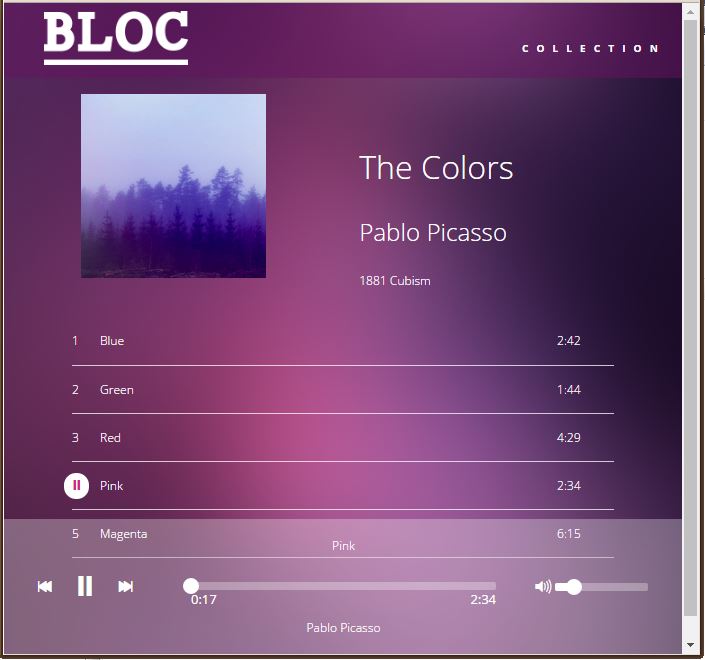 BLOC
COLLECTION
The Colors
Pablo Picasso
1881 Cubism
1 Blue 2:42
2 Green 1:44
3 Red 4:29
Pink 2:34
5 Magenta 6:15
Pink
0:17 2:34
Pablo Picasso